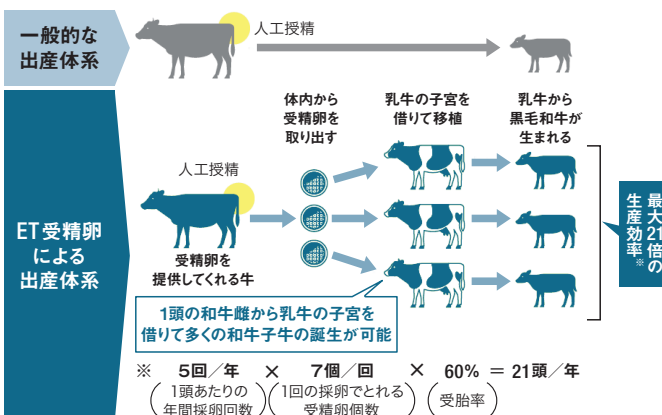 一般的な
出産体系
人工授精
ET受精卵
による
出産体系
体内から
受精卵を
取り出す
乳牛の子宮を
借りて移植
乳牛から
黒毛和牛が
生まれる
人工授精
受精卵を
提供してくれる牛
最大21倍の
生産効率※
1頭の和牛雌から乳牛の子宮を
借りて多くの和牛子牛の誕生が可能
※ 5回/年 × 7個/回 × 60% = 21頭/年
(1頭あたりの (1回の採卵でとれる (受胎率)
年間採卵回数) 受精卵個数)